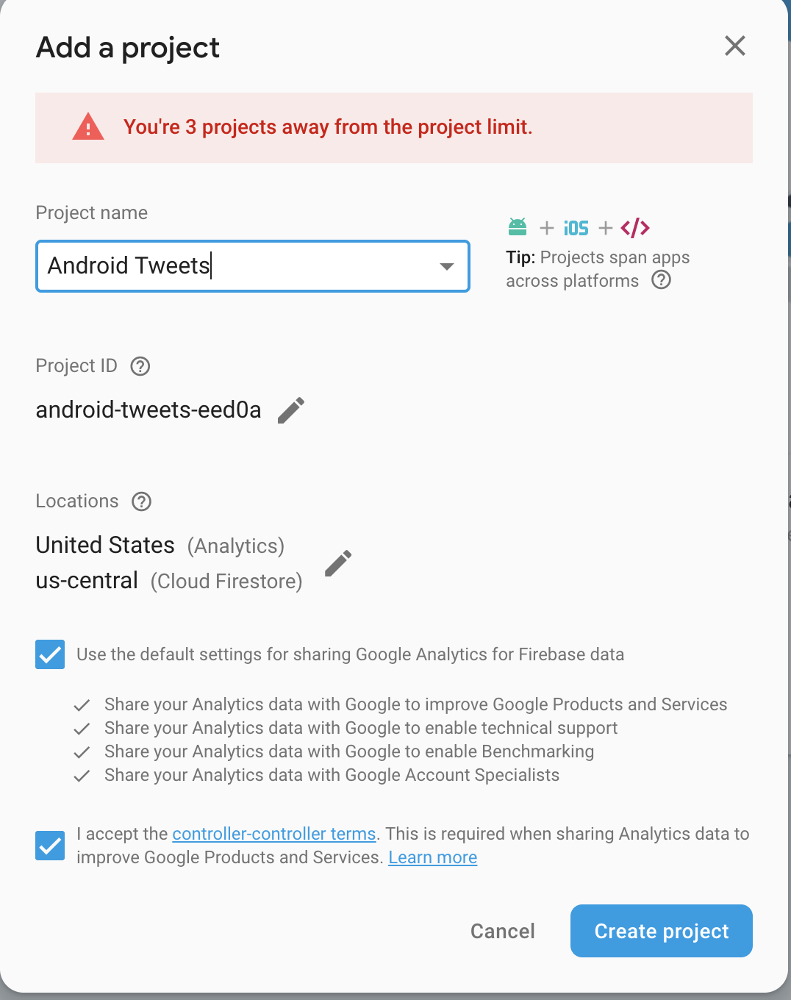 Add a project
You're 3 projects away from the project limit.
Project name
Android Tweets
+ iOS + </>
Tip: Projects span apps
across platforms ?
Project ID ?
android-tweets-eed0a
Locations ?
United States (Analytics)
us-central (Cloud Firestore)
Use the default settings for sharing Google Analytics for Firebase data
Share your Analytics data with Google to improve Google Products and Services
Share your Analytics data with Google to enable technical support
Share your Analytics data with Google to enable Benchmarking
Share your Analytics data with Google Account Specialists
I accept the controller-controller terms. This is required when sharing Analytics data to
improve Google Products and Services. Learn more
Cancel Create project